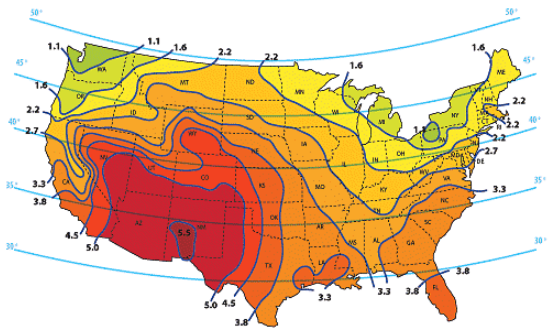 50°
50°
1.1
1.1
1.6
2.2
2.2
1.6
1.6
WA
ME
45°
45°
MT
ND
MN
1.6
OR
NH
2.2
ID
WI
MI
NY
2.2
SD
WY
CT
RI
2.2
2.7
IA
PA
2.2
40°
40°
NV
NE
IN
OH
2.7
UT
IL
MD
DE
CO
WV
CA
KS
MO
KY
VA
3.3
3.3
3.8
TN
NC
35°
35°
OK
AR
SC
AZ
5.5
NM
MS
AL
GA
4.5
5.0
TX
LA
30°
30°
3.8
FL
5.0
4.5
3.3
3.3
3.8
3.8